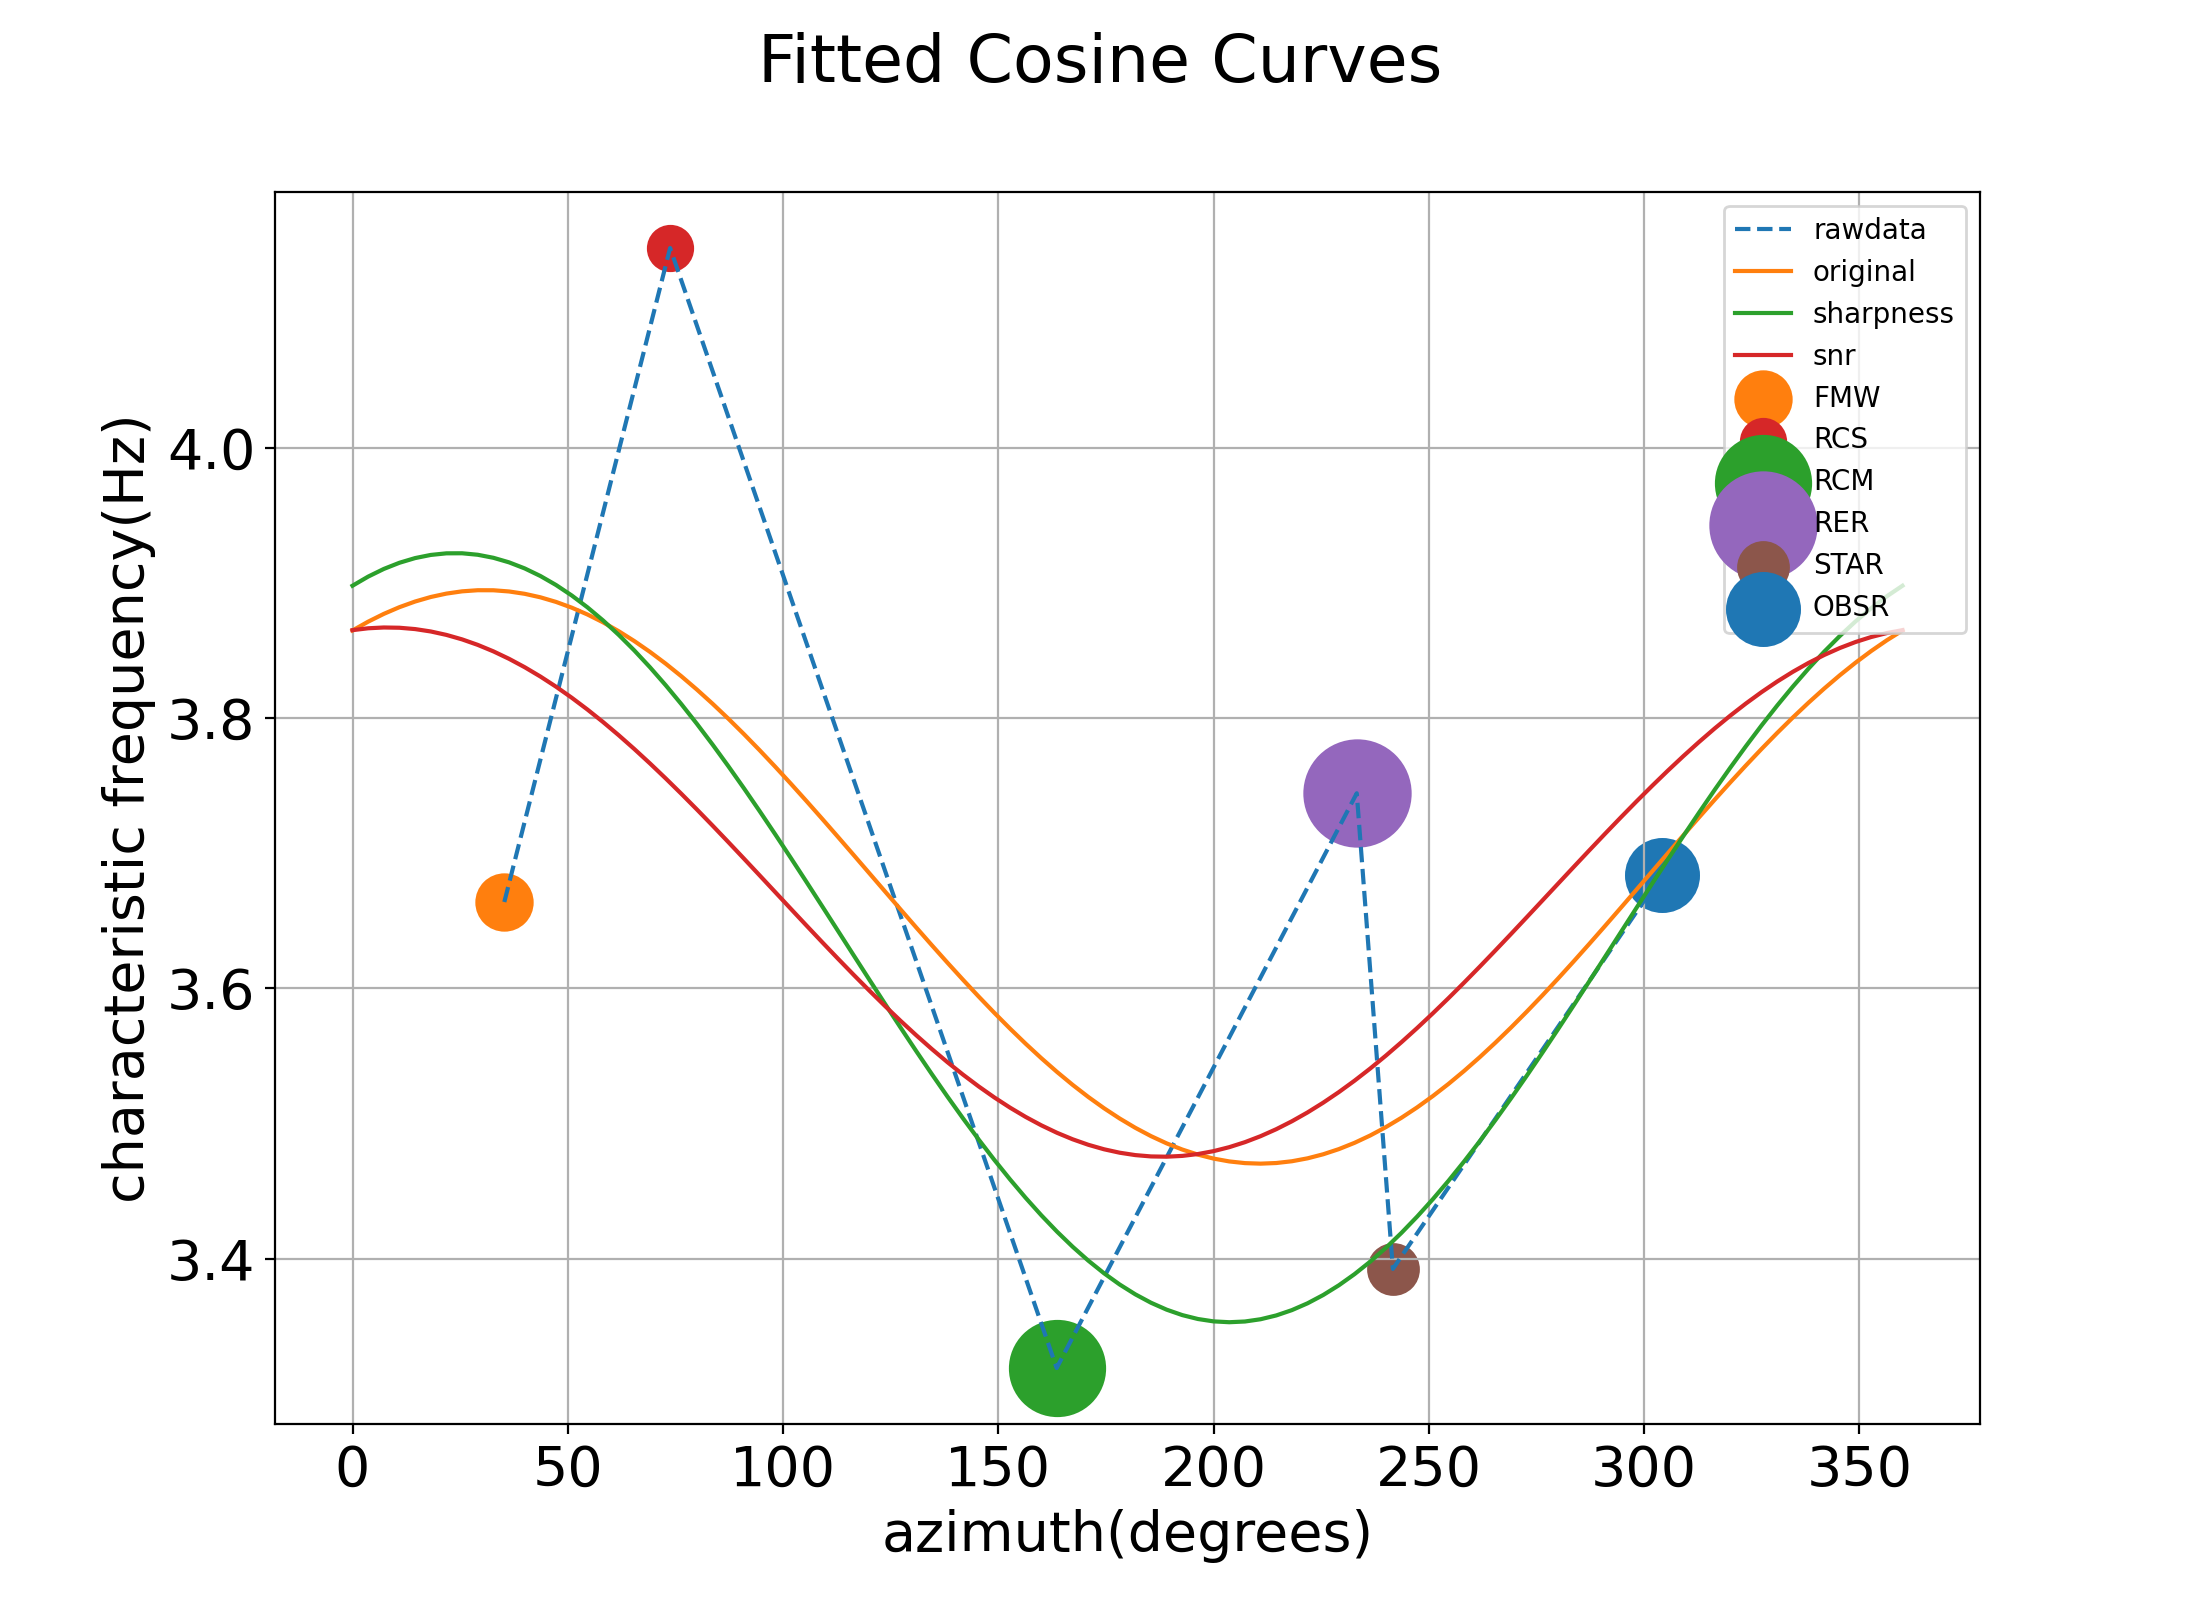 Fitted Cosine Curves
rawdata
original
sharpness
snr
FMW
RCS
RCM
RER
STAR
OBSR
characteristic frequency(Hz)
4.0
3.8
3.6
3.4
0 50 100 150 200 250 300 350
azimuth(degrees)